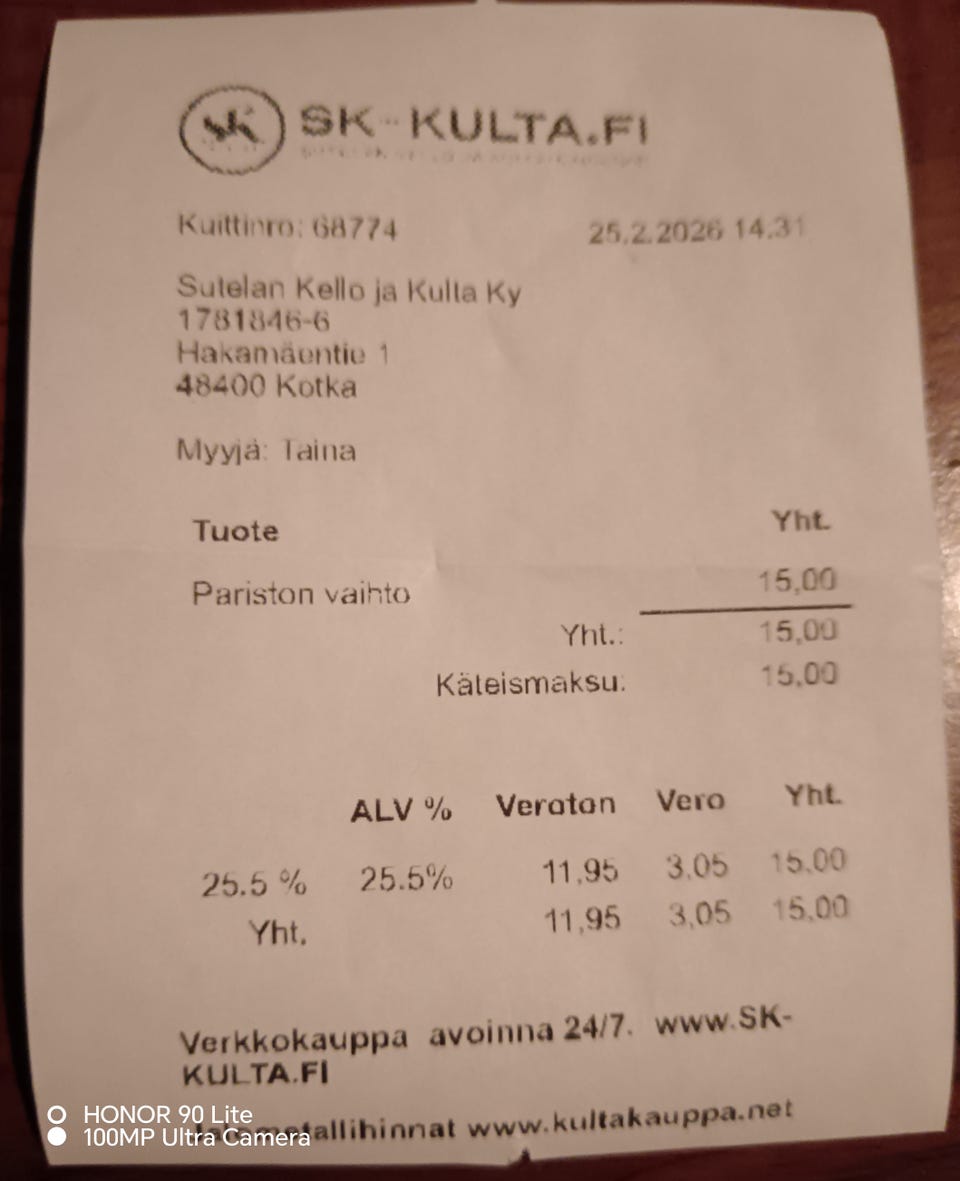 SK
SK-KULTA.FI
Kuittinro: 68774 25.2.2026 14.31
Sutelan Kello ja Kulta Ky
1781846-6
Hakamäentie 1
48400 Kotka
Myyjä: Taina
Tuote Yht.
Pariston vaihto 15,00
Yht.: 15,00
Käteismaksu: 15,00
ALV % Veroton Vero Yht.
25.5 % 25.5% 11,95 3,05 15,00
Yht. 11,95 3,05 15,00
Verkkokauppa avoinna 24/7. www.SK-
KULTA.FI
www.kultakauppa.net
HONOR 90 Lite
100MP Ultra Camera